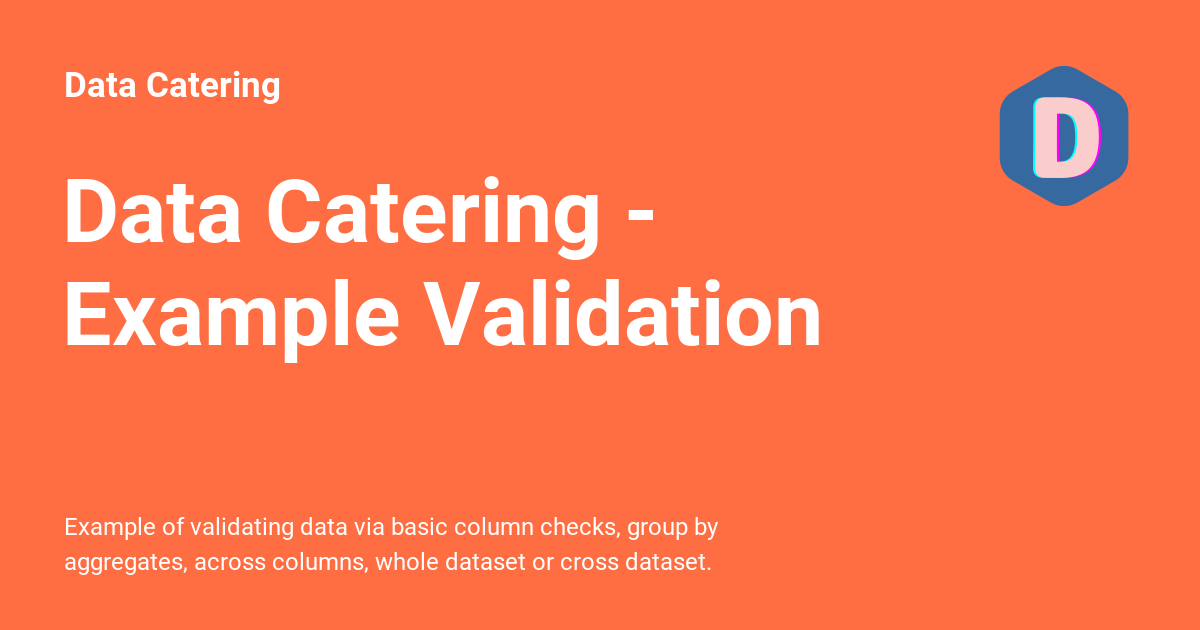 Data Catering
D
Data Catering -
Example Validation
Example of validating data via basic column checks, group by
aggregates, across columns, whole dataset or cross dataset.